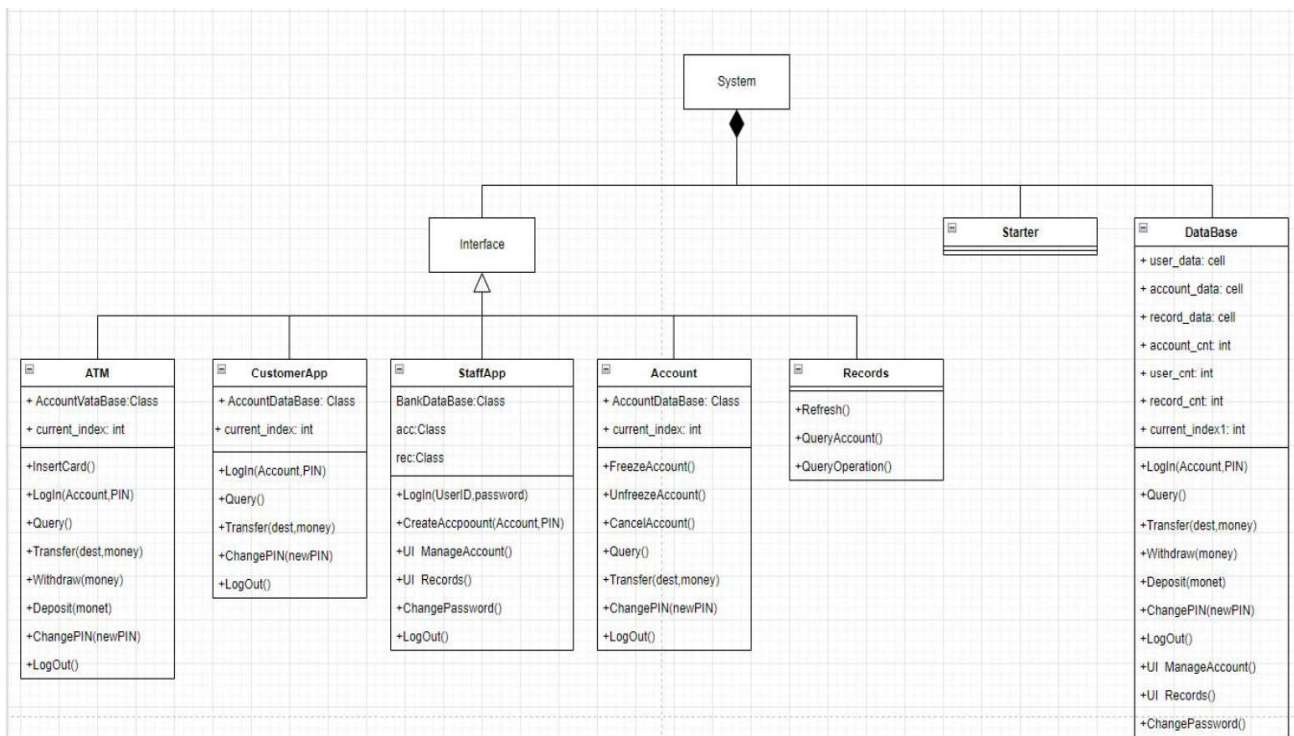 System
Interface
Starter
DataBase
+ user_data: cell
+ account_data: cell
+ record_data: cell
+ account_cnt: int
+ user_cnt: int
+ record_cnt: int
+ current_index1: int
+LogIn(Account,PIN)
+Query()
+Transfer(dest,money)
+Withdraw(money)
+Deposit(monet)
+ChangePIN(newPIN)
+LogOut()
+UI ManageAccount()
+UI Records()
+ChangePassword()
ATM
+ AccountVataBase:Class
+ current_index: int
+InsertCard()
+LogIn(Account,PIN)
+Query()
+Transfer(dest,money)
+Withdraw(money)
+Deposit(monet)
+ChangePIN(newPIN)
+LogOut()
CustomerApp
+ AccountDataBase: Class
+ current_index: int
+LogIn(Account,PIN)
+Query()
+Transfer(dest,money)
+ChangePIN(newPIN)
+LogOut()
StaffApp
BankDataBase:Class
acc:Class
rec:Class
+LogIn(UserID,password)
+CreateAccpoount(Account,PIN)
+UI ManageAccount()
+UI Records()
+ChangePassword()
+LogOut()
Account
+ AccountDataBase: Class
+ current_index: int
+FreezeAccount()
+UnfreezeAccount()
+CancelAccount()
+Query()
+Transfer(dest,money)
+ChangePIN(newPIN)
+LogOut()
Records
+Refresh()
+QueryAccount()
+QueryOperation()